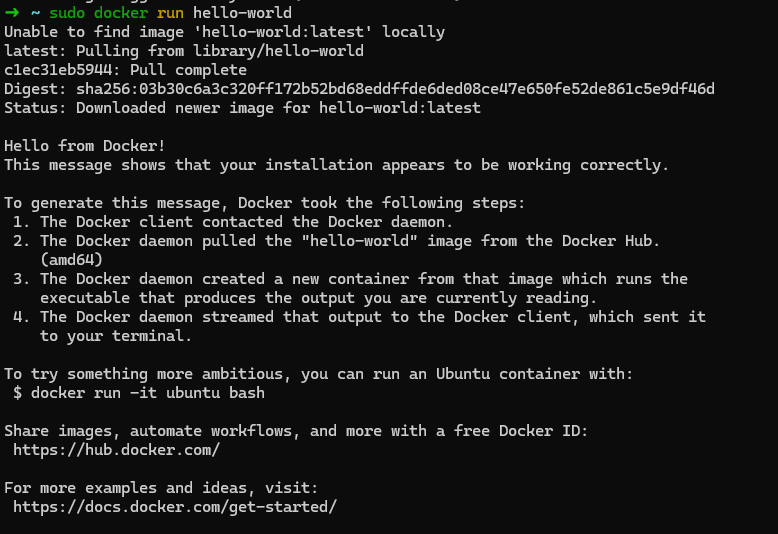 ➜ ~ sudo docker run hello-world
Unable to find image 'hello-world:latest' locally
latest: Pulling from library/hello-world
c1ec31eb5944: Pull complete
Digest: sha256:03b30c6a3c320ff172b52bd68eddffde6ded08ce47e650fe52de861c5e9df46d
Status: Downloaded newer image for hello-world:latest

Hello from Docker!
This message shows that your installation appears to be working correctly.

To generate this message, Docker took the following steps:
 1. The Docker client contacted the Docker daemon.
 2. The Docker daemon pulled the "hello-world" image from the Docker Hub.
    (amd64)
 3. The Docker daemon created a new container from that image which runs the
    executable that produces the output you are currently reading.
 4. The Docker daemon streamed that output to the Docker client, which sent it
    to your terminal.

To try something more ambitious, you can run an Ubuntu container with:
 $ docker run -it ubuntu bash

Share images, automate workflows, and more with a free Docker ID:
 https://hub.docker.com/

For more examples and ideas, visit:
 https://docs.docker.com/get-started/